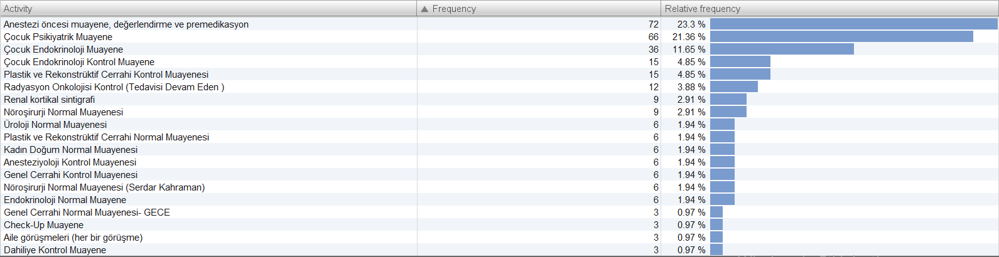 Activity ▲ Frequency Relative frequency
Anestezi öncesi muayene, değerlendirme ve premedikasyon 72 23.3 %
Çocuk Psikiyatrik Muayene 66 21.36 %
Çocuk Endokrinoloji Muayene 36 11.65 %
Çocuk Endokrinoloji Kontrol Muayene 15 4.85 %
Plastik ve Rekonstrüktif Cerrahi Kontrol Muayenesi 15 4.85 %
Radyasyon Onkolojisi Kontrol (Tedavisi Devam Eden ) 12 3.88 %
Renal kortikal sintigrafi 9 2.91 %
Nöroşirurji Normal Muayenesi 9 2.91 %
Üroloji Normal Muayenesi 6 1.94 %
Plastik ve Rekonstrüktif Cerrahi Normal Muayenesi 6 1.94 %
Kadın Doğum Normal Muayenesi 6 1.94 %
Anesteziyoloji Kontrol Muayenesi 6 1.94 %
Genel Cerrahi Kontrol Muayenesi 6 1.94 %
Nöroşirurji Normal Muayenesi (Serdar Kahraman) 6 1.94 %
Endokrinoloji Normal Muayene 6 1.94 %
Genel Cerrahi Normal Muayenesi- GECE 3 0.97 %
Check-Up Muayene 3 0.97 %
Aile görüşmeleri (her bir görüşme) 3 0.97 %
Dahiliye Kontrol Muayene 3 0.97 %